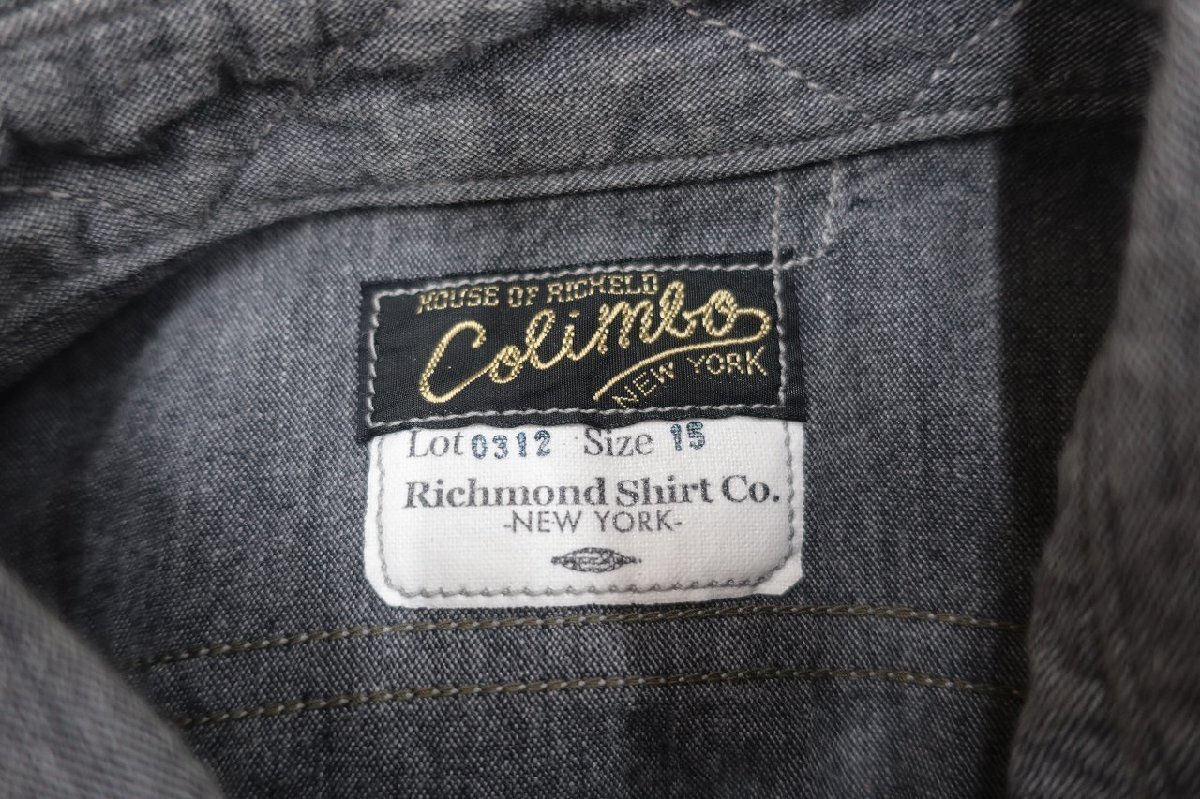 HOUSE OF RICKELD
Colimbo
NEW YORK
Lot 0312 Size 15
Richmond Shirt Co.
-NEW YORK-